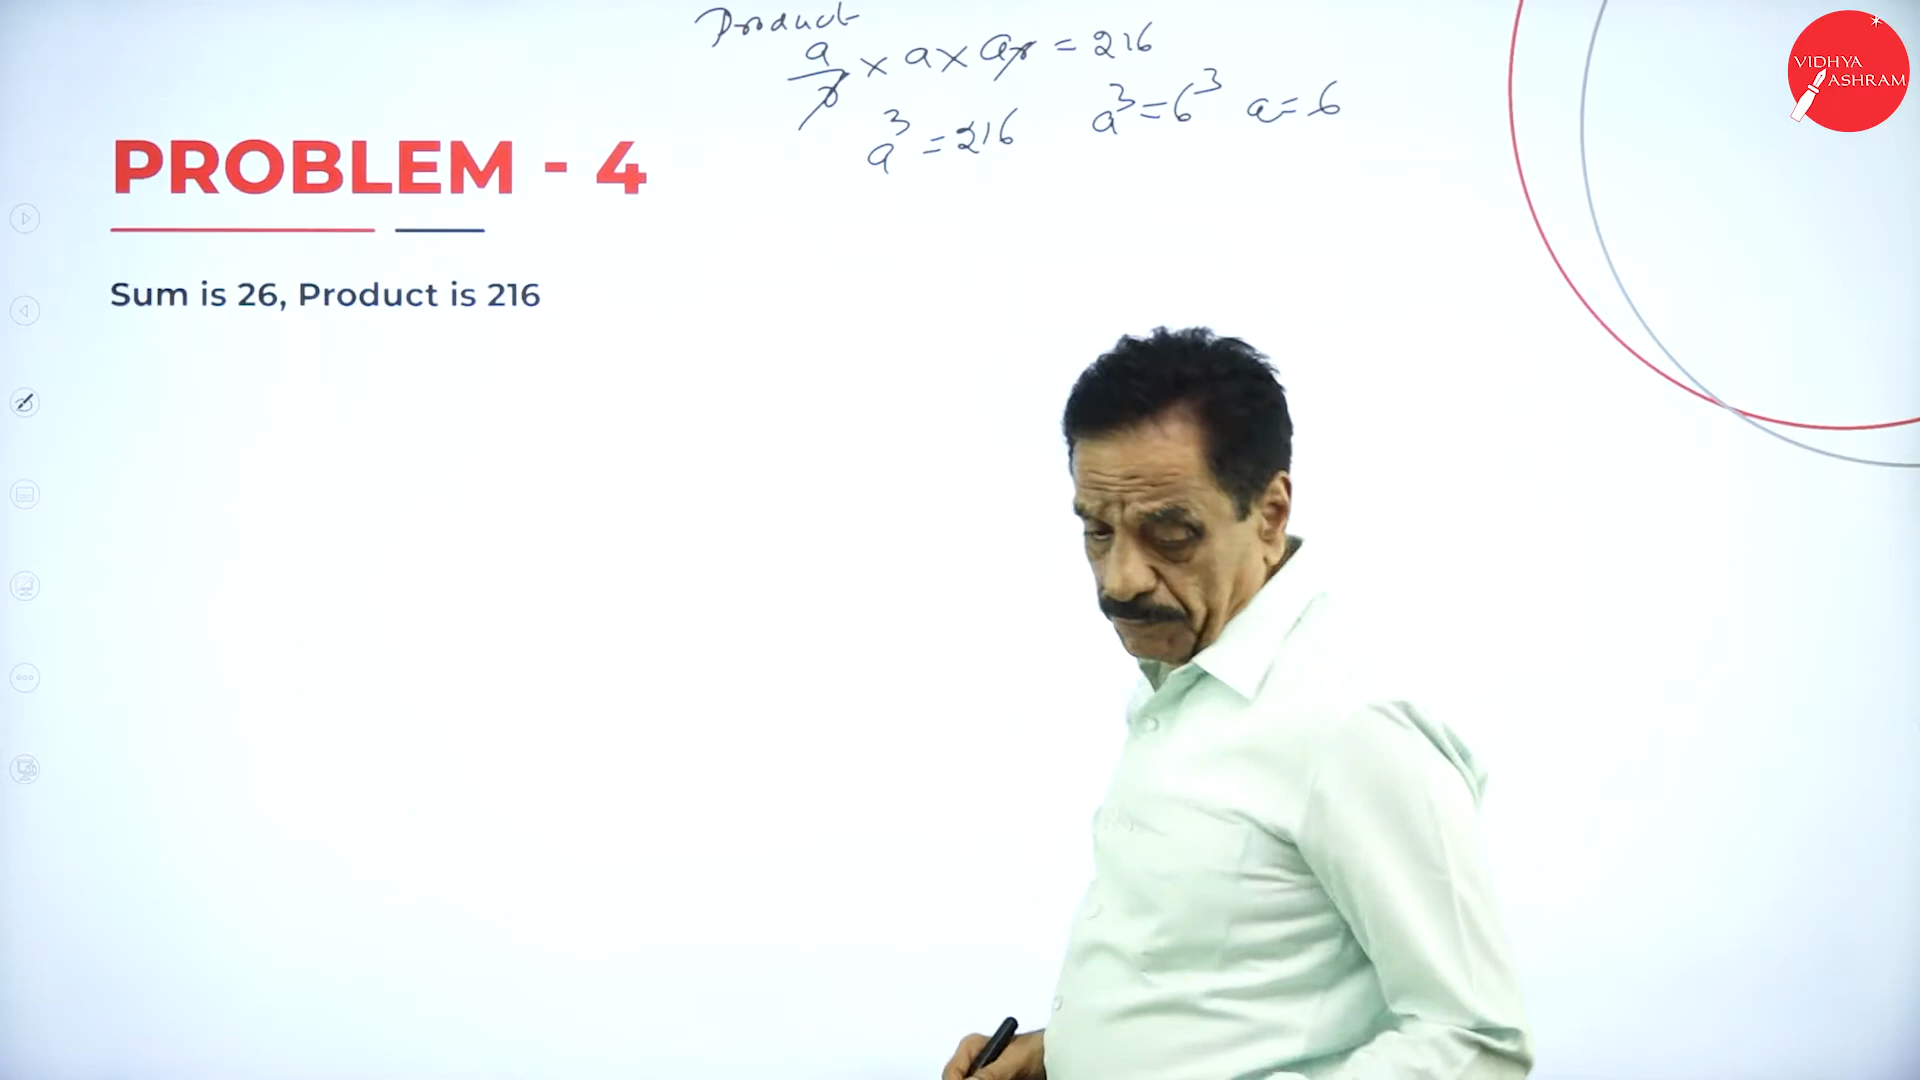 Product
a/r × a × ar = 216
a³ = 216 a³ = 6³ a = 6
VIDHYA
ASHRAM
PROBLEM - 4
Sum is 26, Product is 216